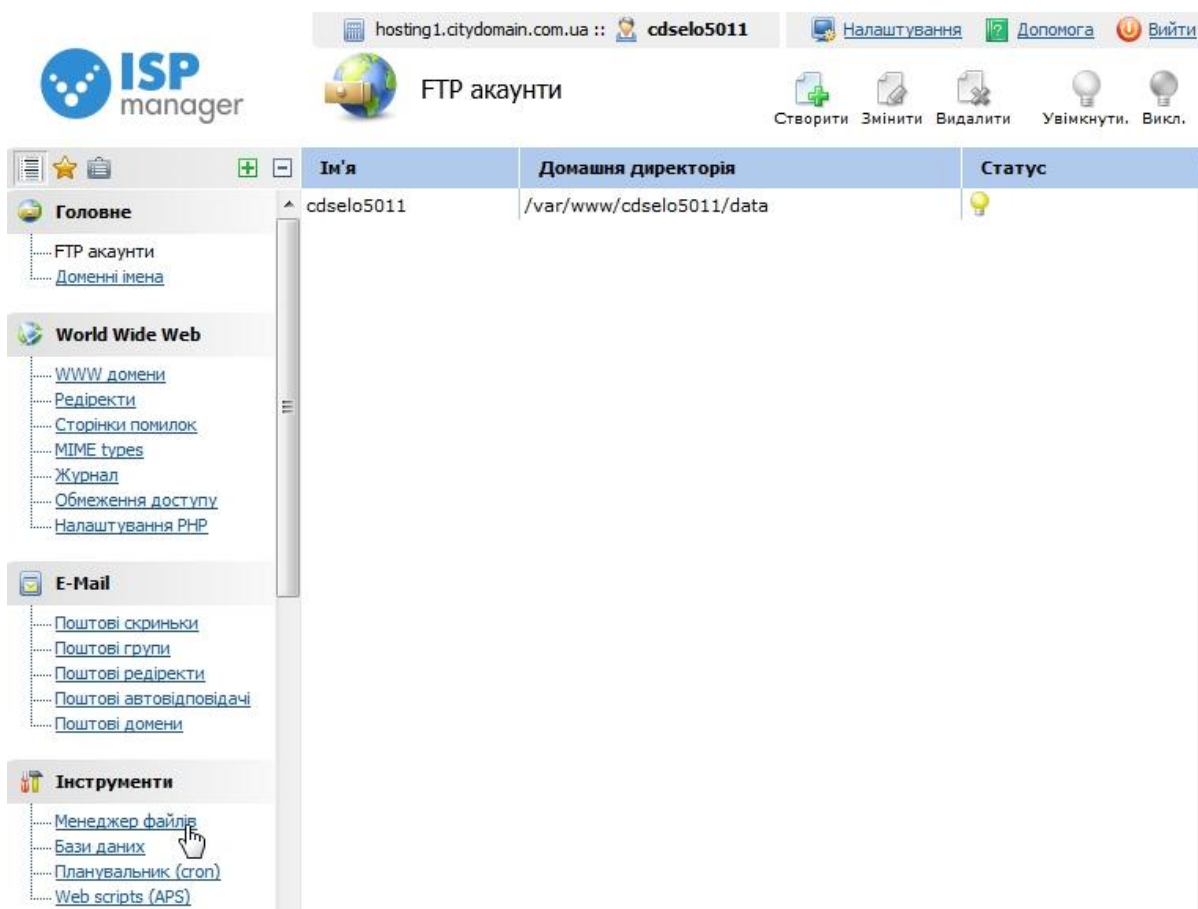 hosting1.citydomain.com.ua :: cdselo5011 Налаштування Допомога Вийти
ISP
manager
FTP акаунти
Створити Змінити Видалити Увімкнути. Викл.
Ім'я Домашня директорія Статус
cdselo5011 /var/www/cdselo5011/data
Головне
FTP акаунти
Доменні імена
World Wide Web
WWW домени
Редіректи
Сторінки помилок
MIME types
Журнал
Обмеження доступу
Налаштування PHP
E-Mail
Поштові скриньки
Поштові групи
Поштові редіректи
Поштові автовідповідачі
Поштові домени
Інструменти
Менеджер файлів
Бази даних
Планувальник (cron)
Web scripts (APS)